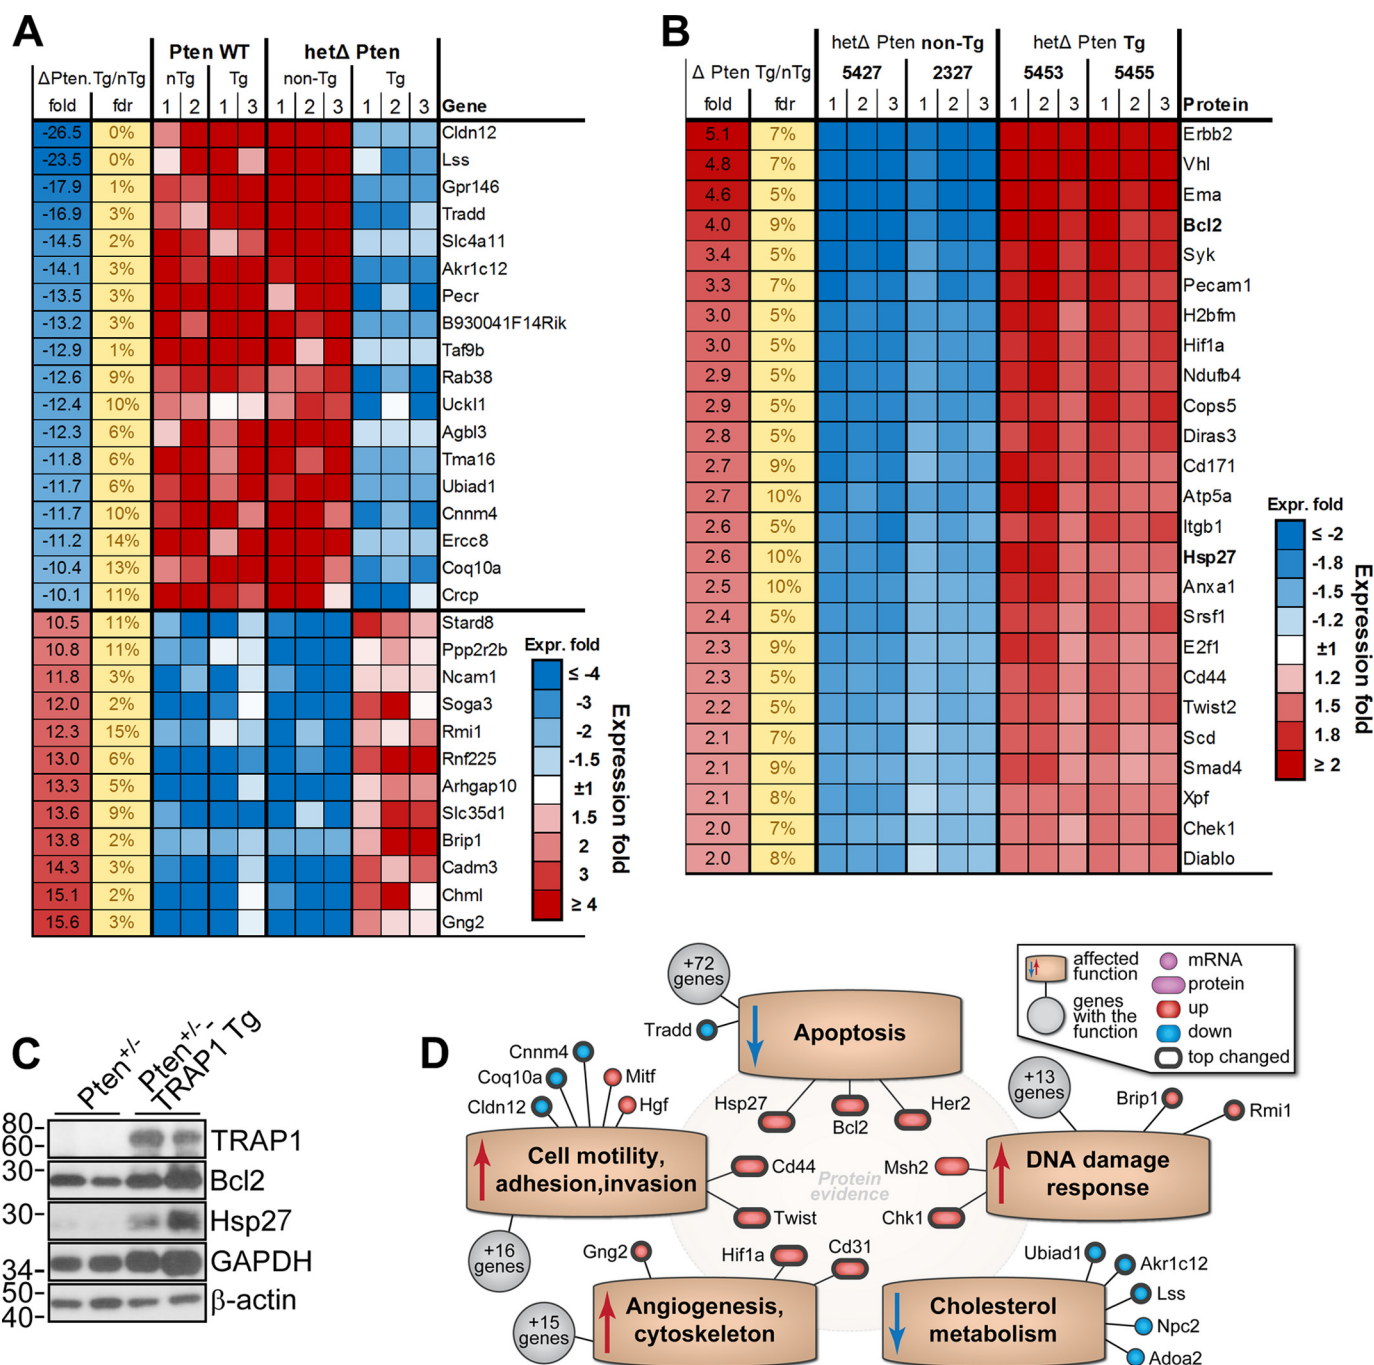 A
Pten WT hetΔ Pten
ΔPten.Tg/nTg nTg Tg non-Tg Tg
fold fdr 1 2 1 3 1 2 3 1 2 3 Gene
-26.5 0% Cldn12
-23.5 0% Lss
-17.9 1% Gpr146
-16.9 3% Tradd
-14.5 2% Slc4a11
-14.1 3% Akr1c12
-13.5 3% Pecr
-13.2 3% B930041F14Rik
-12.9 1% Taf9b
-12.6 9% Rab38
-12.4 10% Uckl1
-12.3 6% Agbl3
-11.8 6% Tma16
-11.7 6% Ubiad1
-11.7 10% Cnnm4
-11.2 14% Ercc8
-10.4 13% Coq10a
-10.1 11% Crcp
10.5 11% Stard8
10.8 11% Ppp2r2b
11.8 3% Ncam1
12.0 2% Soga3
12.3 15% Rmi1
13.0 6% Rnf225
13.3 5% Arhgap10
13.6 9% Slc35d1
13.8 2% Brip1
14.3 3% Cadm3
15.1 2% Chml
15.6 3% Gng2
Expr. fold
≤ -4
-3
-2
-1.5
±1
1.5
2
3
≥ 4
Expression fold
B
hetΔ Pten non-Tg hetΔ Pten Tg
Δ Pten Tg/nTg 5427 2327 5453 5455
fold fdr 1 2 3 1 2 3 1 2 3 1 2 3 Protein
5.1 7% Erbb2
4.8 7% Vhl
4.6 5% Ema
4.0 9% Bcl2
3.4 5% Syk
3.3 7% Pecam1
3.0 5% H2bfm
3.0 5% Hif1a
2.9 5% Ndufb4
2.9 5% Cops5
2.8 5% Diras3
2.7 9% Cd171
2.7 10% Atp5a
2.6 5% Itgb1
2.6 10% Hsp27
2.5 10% Anxa1
2.4 5% Srsf1
2.3 9% E2f1
2.3 5% Cd44
2.2 5% Twist2
2.1 7% Scd
2.1 9% Smad4
2.1 8% Xpf
2.0 7% Chek1
2.0 8% Diablo
Expr. fold
≤ -2
-1.8
-1.5
-1.2
±1
1.2
1.5
1.8
≥ 2
Expression fold
C
Pten+/-
Pten+/-
TRAP1 Tg
80-
60-
TRAP1
30-
Bcl2
30-
Hsp27
34-
GAPDH
50-
40-
β-actin
D
affected
function
genes
with the
function
mRNA
protein
up
down
top changed
+72
genes
Tradd
Apoptosis
Hsp27
Bcl2
Her2
Cnnm4
Coq10a
Cldn12
Mitf
Hgf
Cell motility,
adhesion,invasion
Cd44
Twist
+16
genes
Protein
evidence
+13
genes
Brip1
Rmi1
Msh2
Chk1
DNA damage
response
Gng2
Hif1a
Cd31
+15
genes
Angiogenesis,
cytoskeleton
Ubiad1
Akr1c12
Lss
Npc2
Adoa2
Cholesterol
metabolism